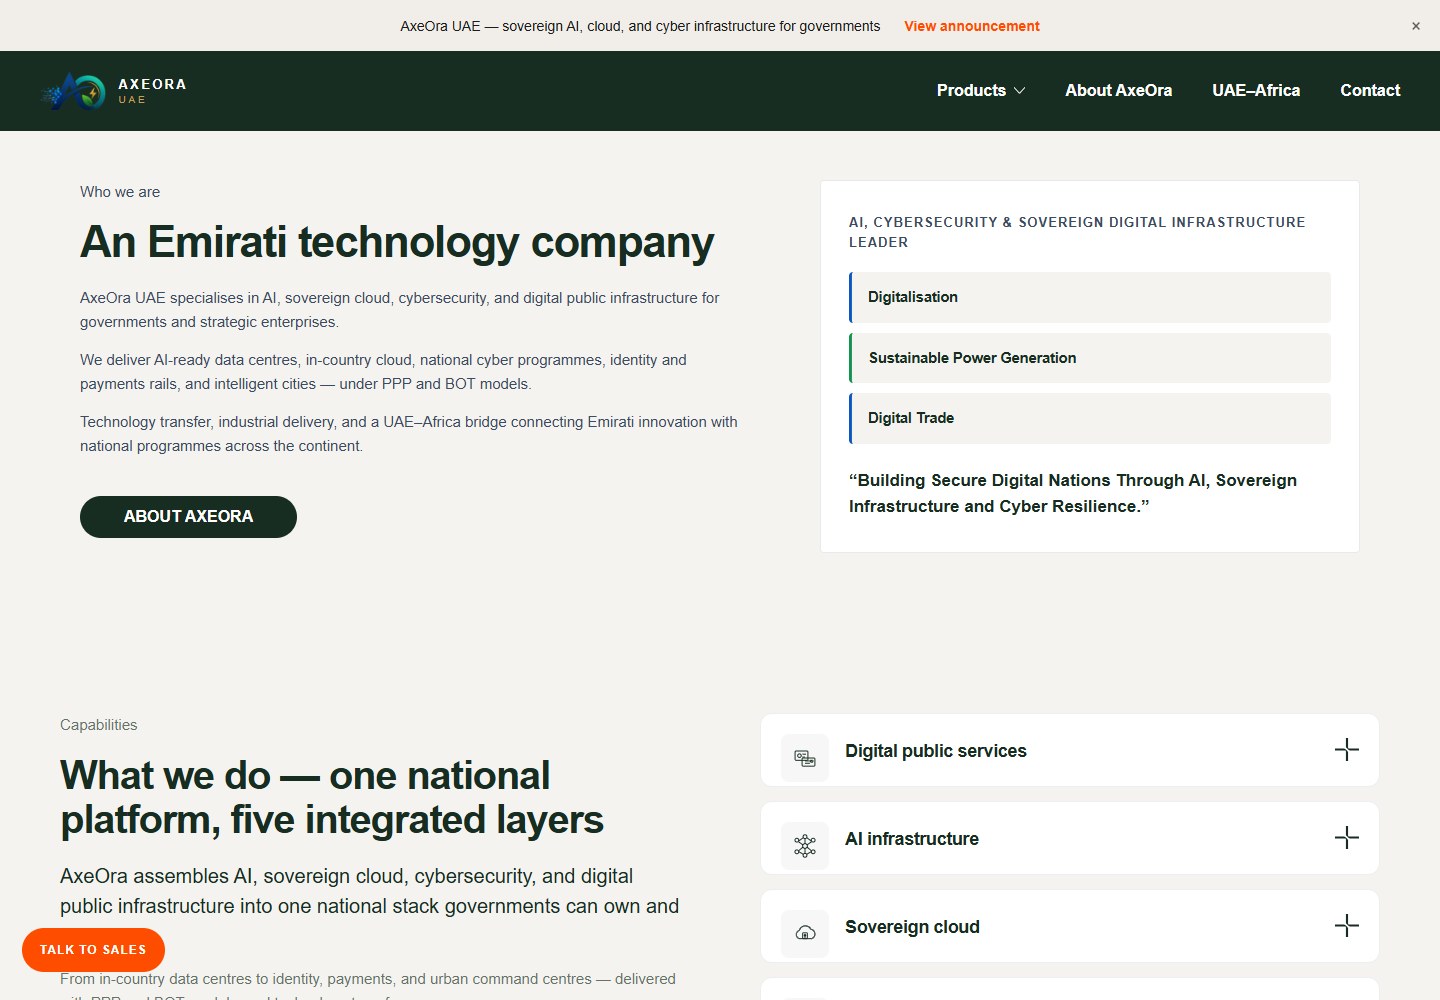 AxeOra UAE — sovereign AI, cloud, and cyber infrastructure for governments View announcement ×
AXEORA
UAE
Products About AxeOra UAE–Africa Contact
Who we are
An Emirati technology company
AxeOra UAE specialises in AI, sovereign cloud, cybersecurity, and digital public infrastructure for
governments and strategic enterprises.
We deliver AI-ready data centres, in-country cloud, national cyber programmes, identity and
payments rails, and intelligent cities — under PPP and BOT models.
Technology transfer, industrial delivery, and a UAE–Africa bridge connecting Emirati innovation with
national programmes across the continent.
ABOUT AXEORA
AI, CYBERSECURITY & SOVEREIGN DIGITAL INFRASTRUCTURE
LEADER
Digitalisation
Sustainable Power Generation
Digital Trade
“Building Secure Digital Nations Through AI, Sovereign
Infrastructure and Cyber Resilience.”
Capabilities
What we do — one national
platform, five integrated layers
AxeOra assembles AI, sovereign cloud, cybersecurity, and digital
public infrastructure into one national stack governments can own and
TALK TO SALES
From in-country data centres to identity, payments, and urban command centres — delivered
Digital public services
AI infrastructure
Sovereign cloud